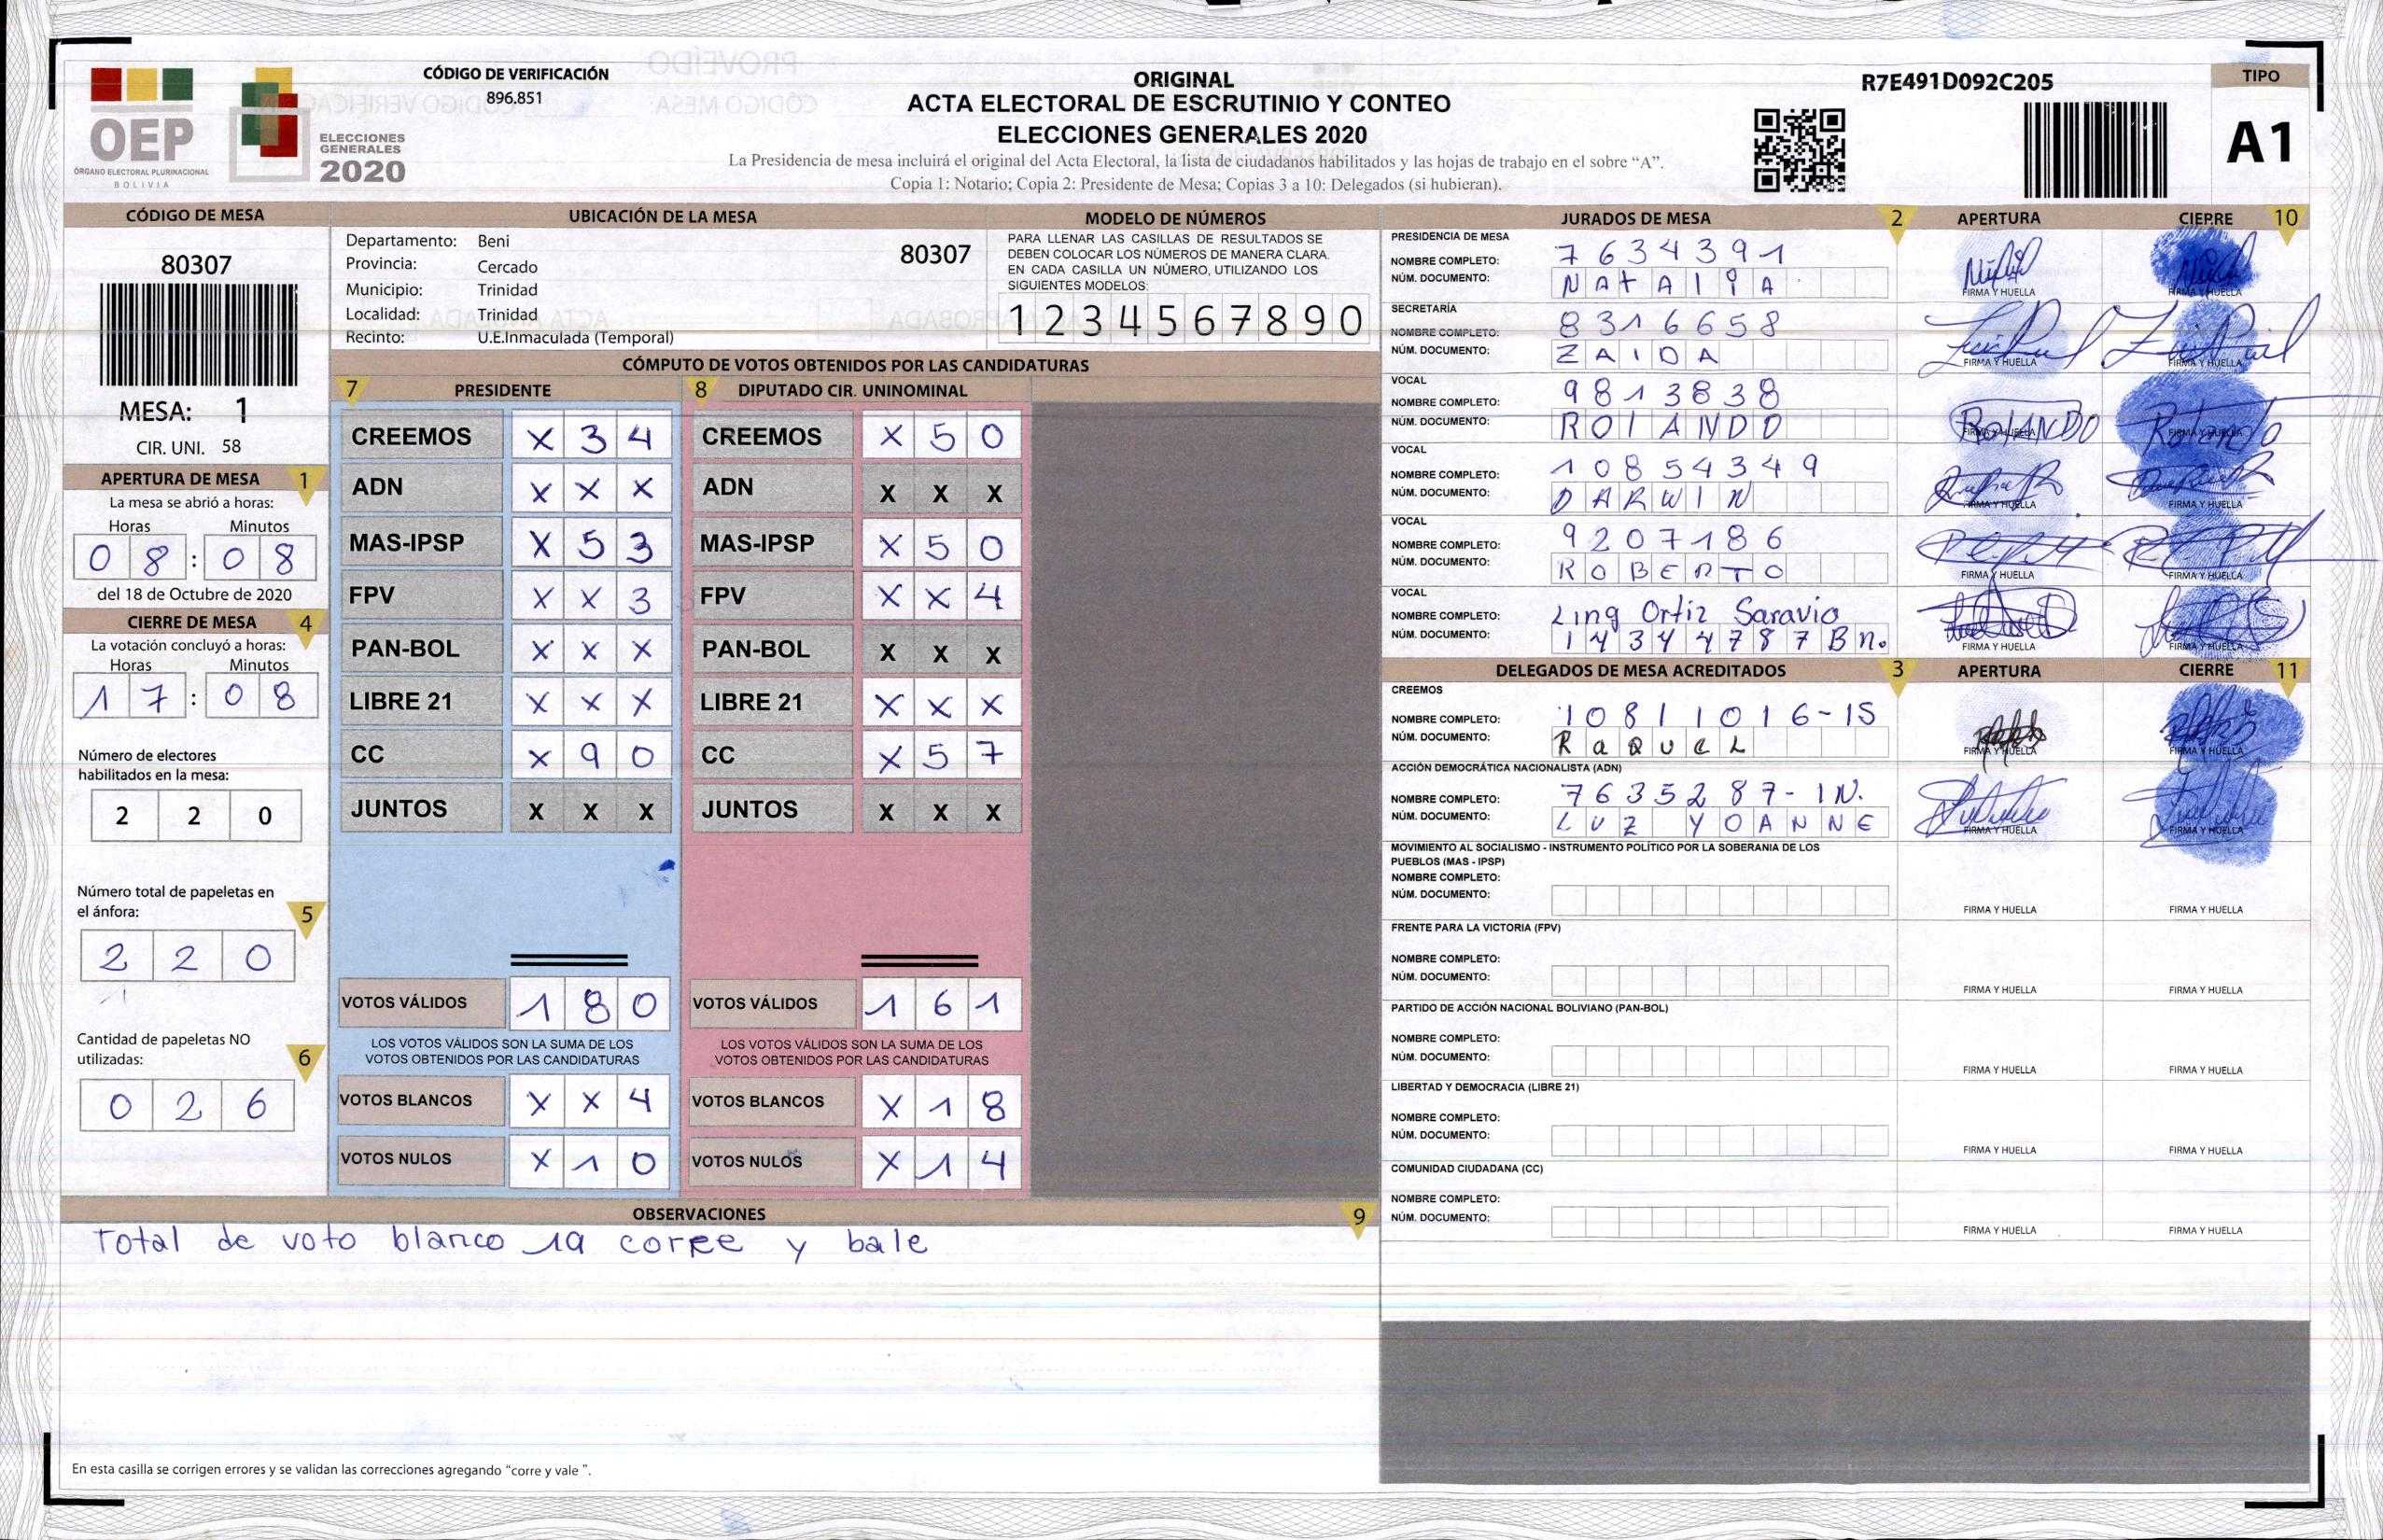 CÓDIGO DE VERIFICACIÓN
896.851
OEP
ÓRGANO ELECTORAL PLURINACIONAL
BOLIVIA
ELECCIONES
GENERALES
2020
ORIGINAL
ACTA ELECTORAL DE ESCRUTINIO Y CONTEO
ELECCIONES GENERALES 2020
La Presidencia de mesa incluirá el original del Acta Electoral, la lista de ciudadanos habilitados y las hojas de trabajo en el sobre “A”.
Copia 1: Notario; Copia 2: Presidente de Mesa; Copias 3 a 10: Delegados (si hubieran).
R7E491D092C205
TIPO
A1
CÓDIGO DE MESA
80307
MESA: 1
CIR. UNI. 58
APERTURA DE MESA 1
La mesa se abrió a horas:
Horas Minutos
08:08
del 18 de Octubre de 2020
CIERRE DE MESA 4
La votación concluyó a horas:
Horas Minutos
17:08
Número de electores
habilitados en la mesa:
2 2 0
Número total de papeletas en
el ánfora:
5
2 2 0
Cantidad de papeletas NO
utilizadas:
6
0 2 6
UBICACIÓN DE LA MESA
Departamento: Beni
80307
Provincia: Cercado
Municipio: Trinidad
Localidad: Trinidad
Recinto: U.E.Inmaculada (Temporal)
MODELO DE NÚMEROS
PARA LLENAR LAS CASILLAS DE RESULTADOS SE
DEBEN COLOCAR LOS NÚMEROS DE MANERA CLARA.
EN CADA CASILLA UN NÚMERO, UTILIZANDO LOS
SIGUIENTES MODELOS:
1 2 3 4 5 6 7 8 9 0
CÓMPUTO DE VOTOS OBTENIDOS POR LAS CANDIDATURAS
7 PRESIDENTE
CREEMOS X 3 4
ADN X X X
MAS-IPSP X 5 3
FPV X X 3
PAN-BOL X X X
LIBRE 21 X X X
CC X 9 0
JUNTOS X X X
VOTOS VÁLIDOS 1 8 0
LOS VOTOS VÁLIDOS SON LA SUMA DE LOS
VOTOS OBTENIDOS POR LAS CANDIDATURAS
VOTOS BLANCOS X X 4
VOTOS NULOS X 1 0
8 DIPUTADO CIR. UNINOMINAL
CREEMOS X 5 0
ADN X X X
MAS-IPSP X 5 0
FPV X X 4
PAN-BOL X X X
LIBRE 21 X X X
CC X 5 7
JUNTOS X X X
VOTOS VÁLIDOS 1 6 1
LOS VOTOS VÁLIDOS SON LA SUMA DE LOS
VOTOS OBTENIDOS POR LAS CANDIDATURAS
VOTOS BLANCOS X 1 8
VOTOS NULOS X 1 4
OBSERVACIONES 9
Total de voto blanco 19 corre y bale
En esta casilla se corrigen errores y se validan las correcciones agregando “corre y vale ”.
JURADOS DE MESA 2 APERTURA CIERRE 10
PRESIDENCIA DE MESA
NOMBRE COMPLETO: 7634391
NÚM. DOCUMENTO: NAtAlIA
FIRMA Y HUELLA FIRMA Y HUELLA
SECRETARÍA
NOMBRE COMPLETO: 8316658
NÚM. DOCUMENTO: ZAIDA
FIRMA Y HUELLA FIRMA Y HUELLA
VOCAL
NOMBRE COMPLETO: 9813838
NÚM. DOCUMENTO: ROlANDO
FIRMA Y HUELLA FIRMA Y HUELLA
VOCAL
NOMBRE COMPLETO: 10854349
NÚM. DOCUMENTO: DARWIN
FIRMA Y HUELLA FIRMA Y HUELLA
VOCAL
NOMBRE COMPLETO: 9207186
NÚM. DOCUMENTO: ROBERTO
FIRMA Y HUELLA FIRMA Y HUELLA
VOCAL
NOMBRE COMPLETO: Ling Ortiz Saravio
NÚM. DOCUMENTO: 14344787Bn.
FIRMA Y HUELLA FIRMA Y HUELLA
DELEGADOS DE MESA ACREDITADOS 3 APERTURA CIERRE 11
CREEMOS
NOMBRE COMPLETO: 10811016-1S
NÚM. DOCUMENTO: RaQUeL
FIRMA Y HUELLA FIRMA Y HUELLA
ACCIÓN DEMOCRÁTICA NACIONALISTA (ADN)
NOMBRE COMPLETO: 7635287-1N.
NÚM. DOCUMENTO: LUZ YOANNE
FIRMA Y HUELLA FIRMA Y HUELLA
MOVIMIENTO AL SOCIALISMO - INSTRUMENTO POLÍTICO POR LA SOBERANIA DE LOS
PUEBLOS (MAS - IPSP)
NOMBRE COMPLETO:
NÚM. DOCUMENTO:
FIRMA Y HUELLA FIRMA Y HUELLA
FRENTE PARA LA VICTORIA (FPV)
NOMBRE COMPLETO:
NÚM. DOCUMENTO:
FIRMA Y HUELLA FIRMA Y HUELLA
PARTIDO DE ACCIÓN NACIONAL BOLIVIANO (PAN-BOL)
NOMBRE COMPLETO:
NÚM. DOCUMENTO:
FIRMA Y HUELLA FIRMA Y HUELLA
LIBERTAD Y DEMOCRACIA (LIBRE 21)
NOMBRE COMPLETO:
NÚM. DOCUMENTO:
FIRMA Y HUELLA FIRMA Y HUELLA
COMUNIDAD CIUDADANA (CC)
NOMBRE COMPLETO:
NÚM. DOCUMENTO:
FIRMA Y HUELLA FIRMA Y HUELLA